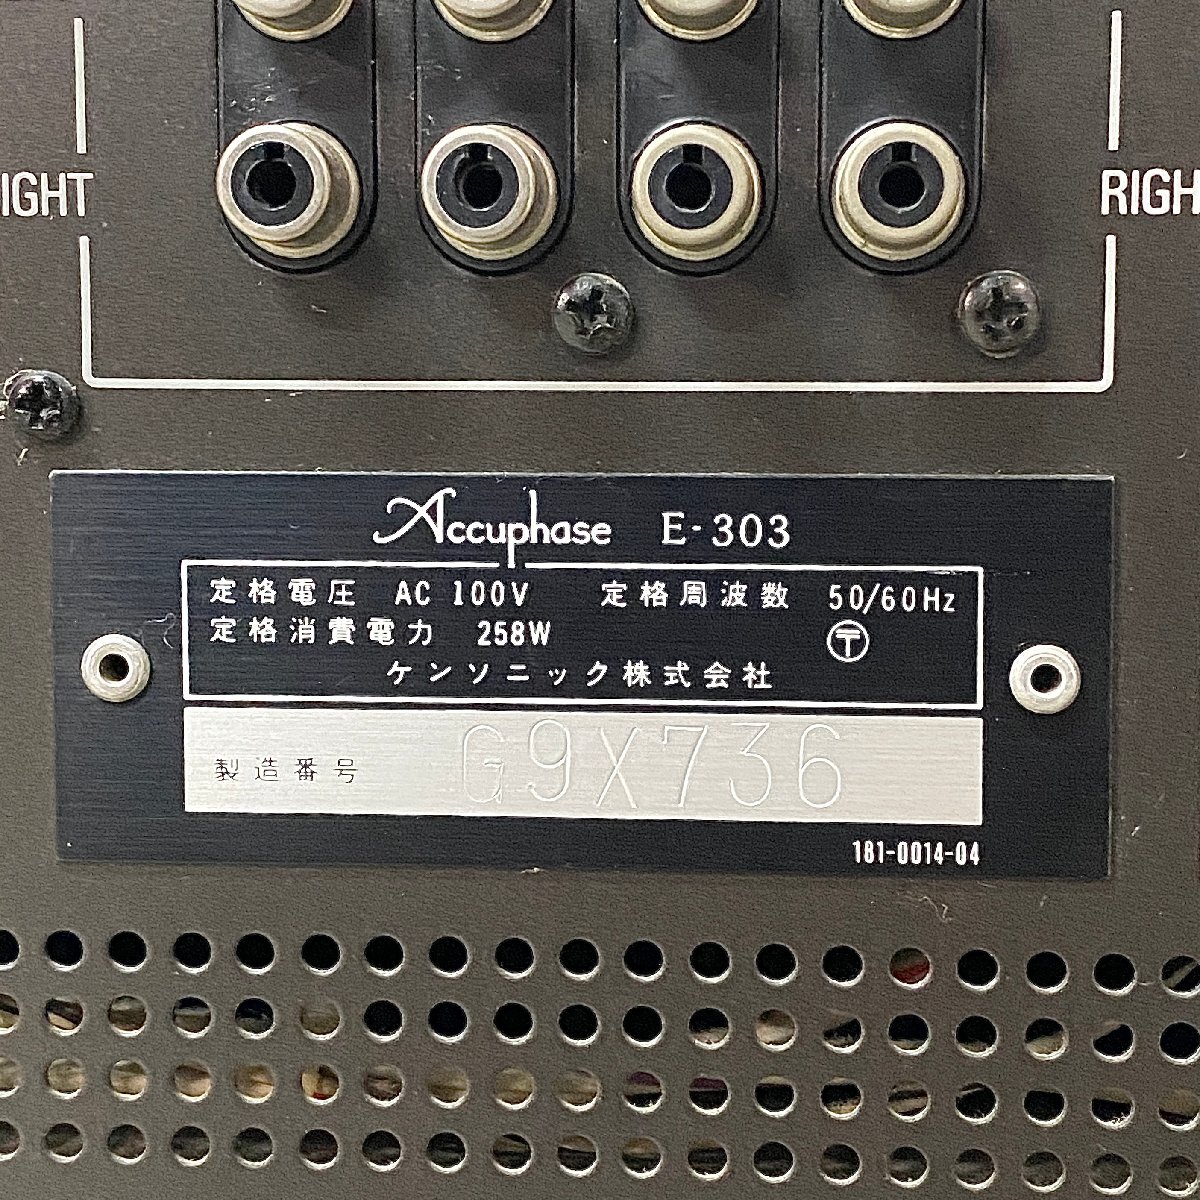 IGHT
RIGH
Accuphase E-303
定格電圧 AC 100V 定格周波数 50/60Hz
定格消費電力 258W 〒
ケンソニック株式会社
製造番号 G9X736
181-0014-04